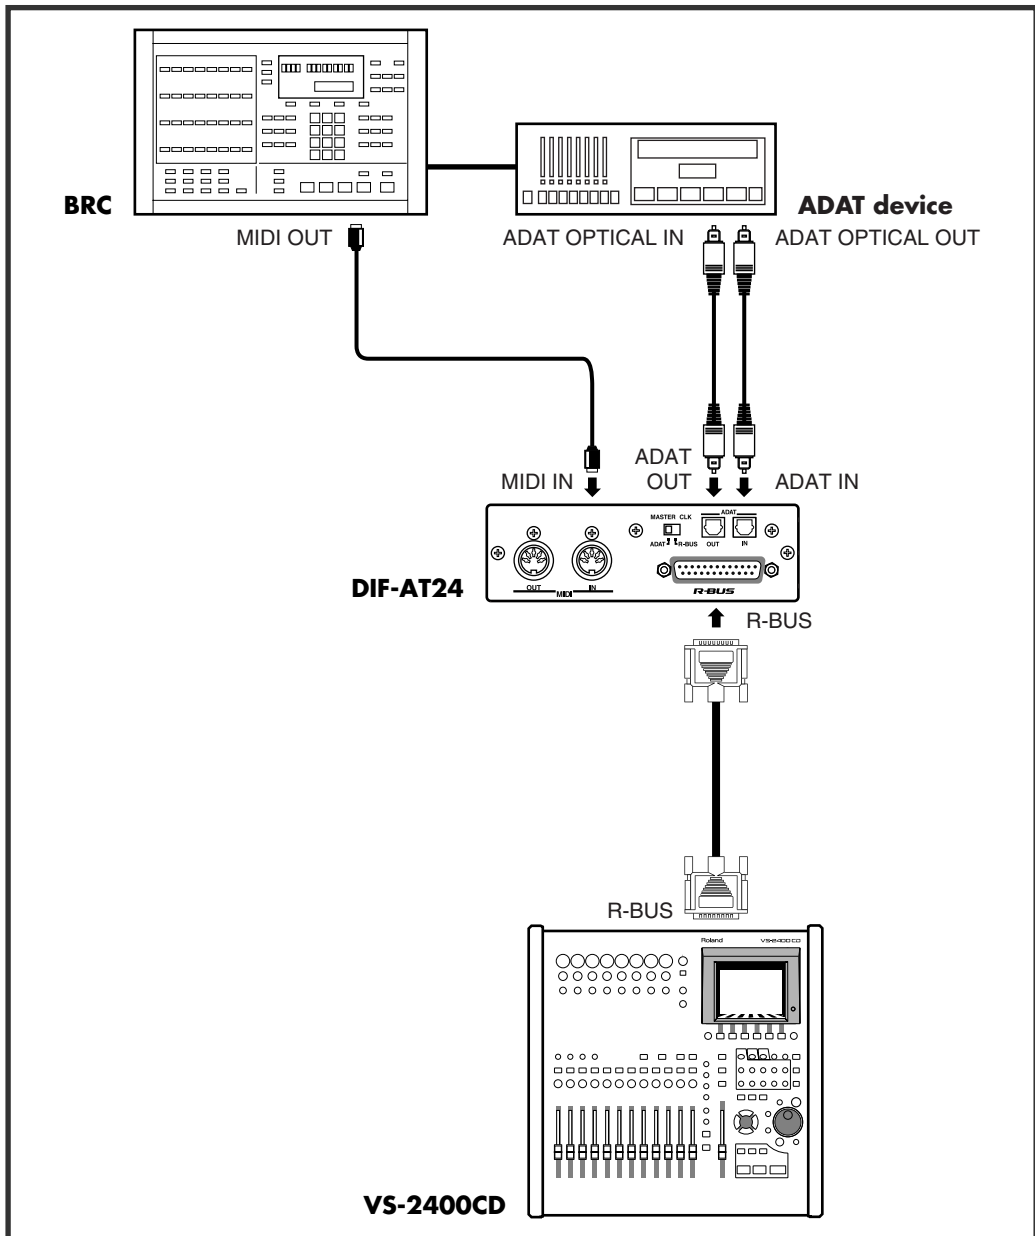 BRC
ADAT device
MIDI OUT
ADAT OPTICAL IN
ADAT OPTICAL OUT
MIDI IN
ADAT
OUT
ADAT IN
MASTER CLK
ADAT
ADAT
R-BUS
OUT
IN
OUT
MIDI
IN
R-BUS
DIF-AT24
R-BUS
R-BUS
Roland
VS-2400CD
VS-2400CD